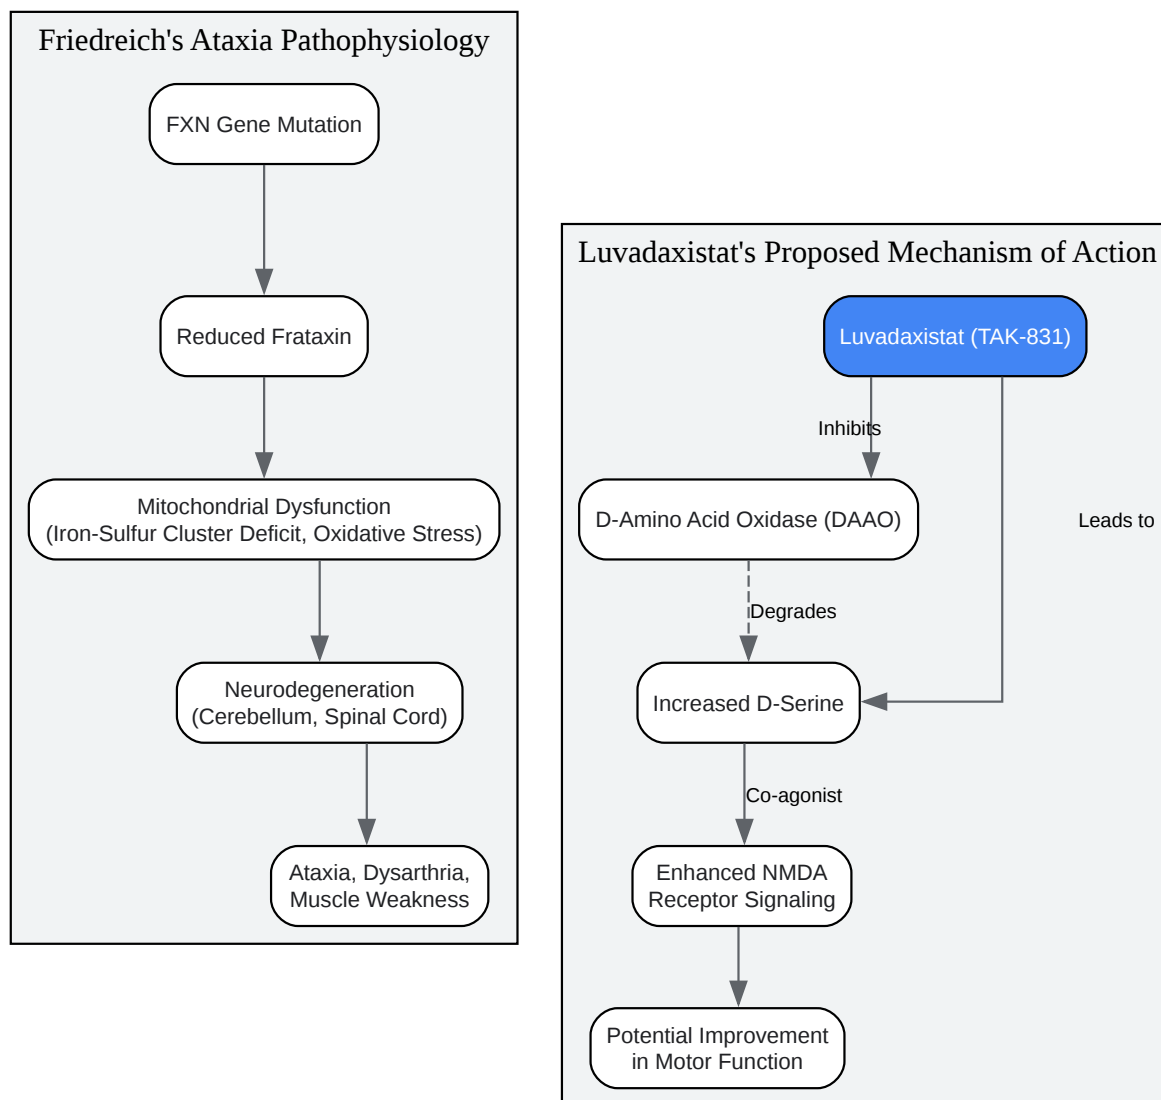 Friedreich's Ataxia Pathophysiology
FXN Gene Mutation
Reduced Frataxin
Mitochondrial Dysfunction
(Iron-Sulfur Cluster Deficit, Oxidative Stress)
Neurodegeneration
(Cerebellum, Spinal Cord)
Ataxia, Dysarthria,
Muscle Weakness
Luvadaxistat's Proposed Mechanism of Action
Luvadaxistat (TAK-831)
Inhibits
D-Amino Acid Oxidase (DAAO)
Leads to
Degrades
Increased D-Serine
Co-agonist
Enhanced NMDA
Receptor Signaling
Potential Improvement
in Motor Function